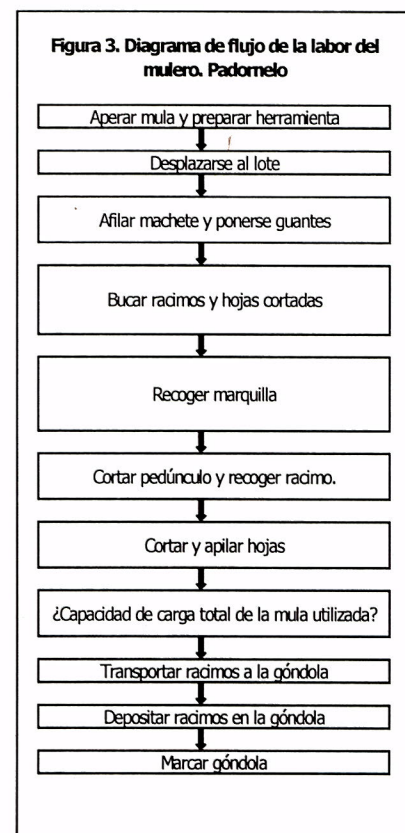 Figura 3. Diagrama de flujo de la labor del
mulero. Padornelo
Aperar mula y preparar herramienta
Desplazarse al lote
Afilar machete y ponerse guantes
Bucar racimos y hojas cortadas
Recoger marquilla
Cortar pedúnculo y recoger racimo.
Cortar y apilar hojas
¿Capacidad de carga total de la mula utilizada?
Transportar racimos a la góndola
Depositar racimos en la góndola
Marcar góndola